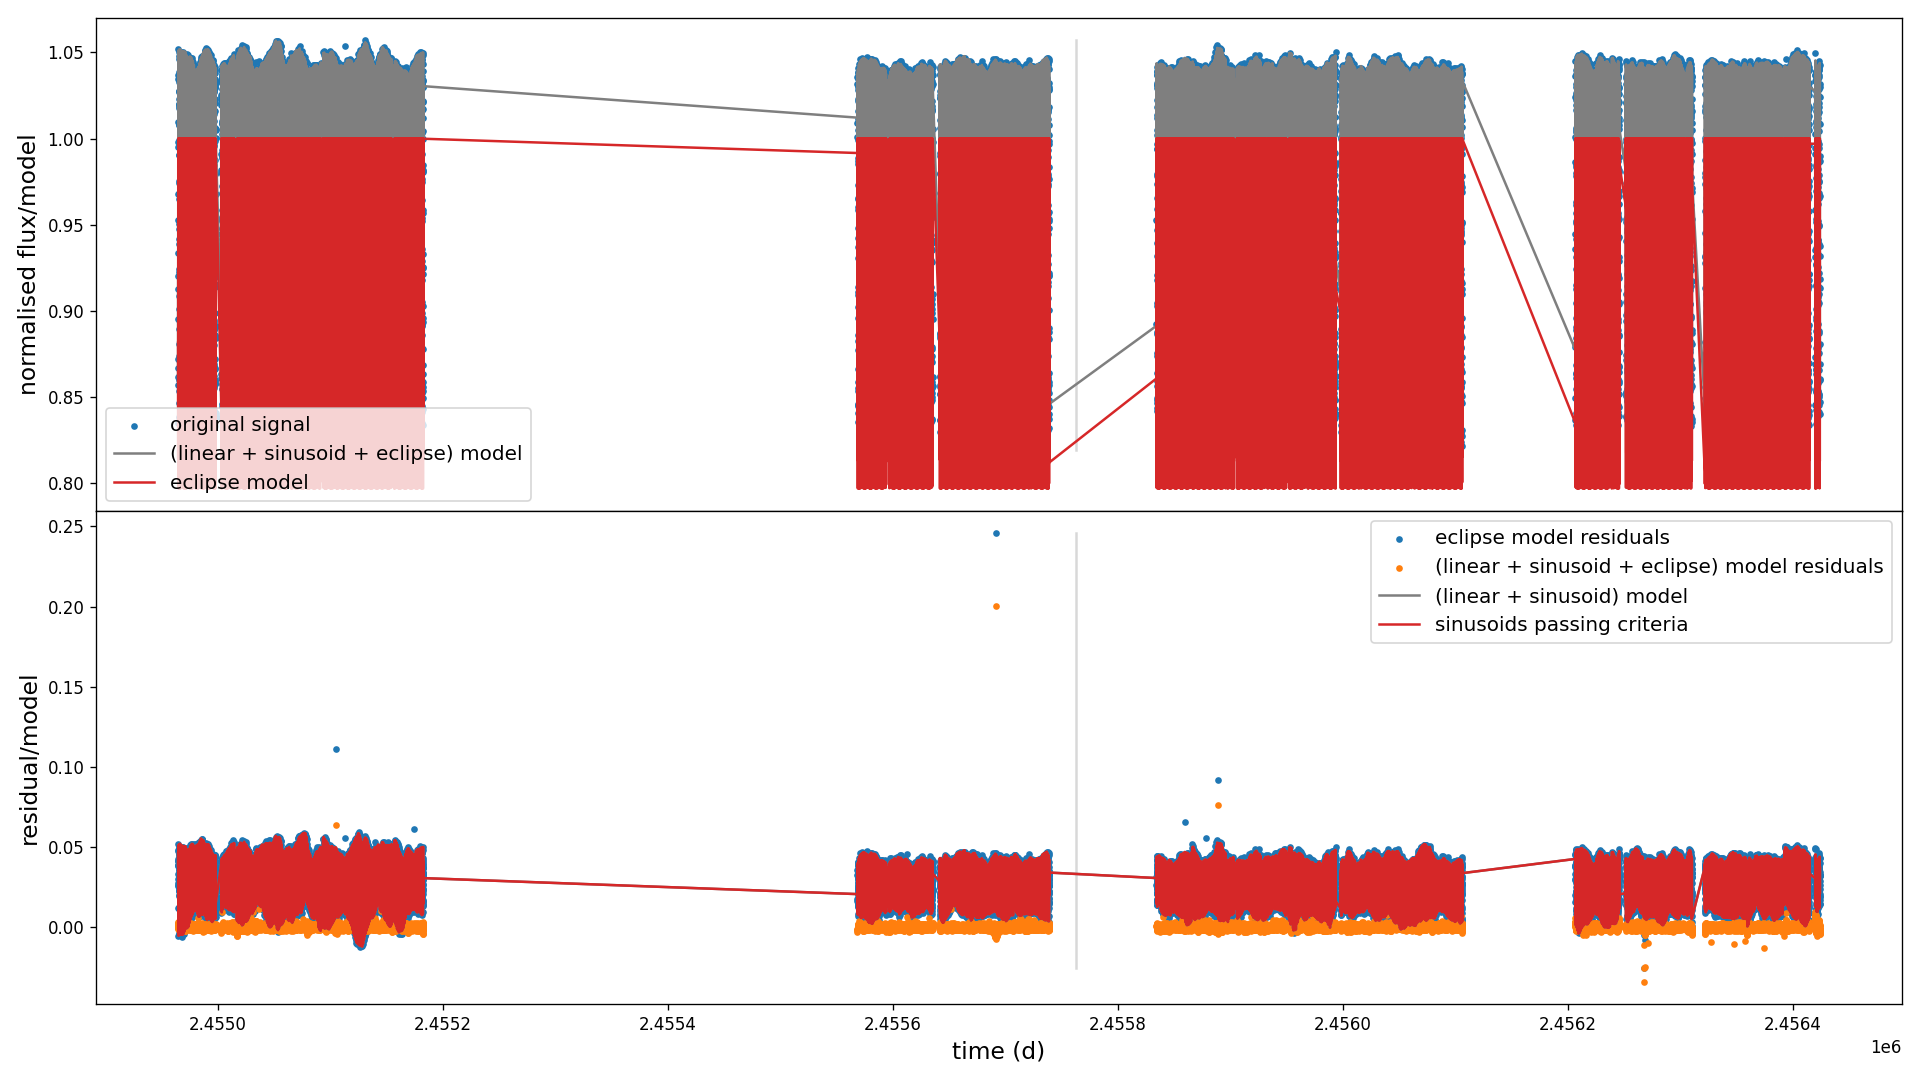 normalised flux/model
1.05
1.00
0.95
0.90
0.85
0.80
original signal
(linear + sinusoid + eclipse) model
eclipse model
residual/model
0.25
0.20
0.15
0.10
0.05
0.00
eclipse model residuals
(linear + sinusoid + eclipse) model residuals
(linear + sinusoid) model
sinusoids passing criteria
2.4550 2.4552 2.4554 2.4556 2.4558 2.4560 2.4562 2.4564
time (d)
1e6